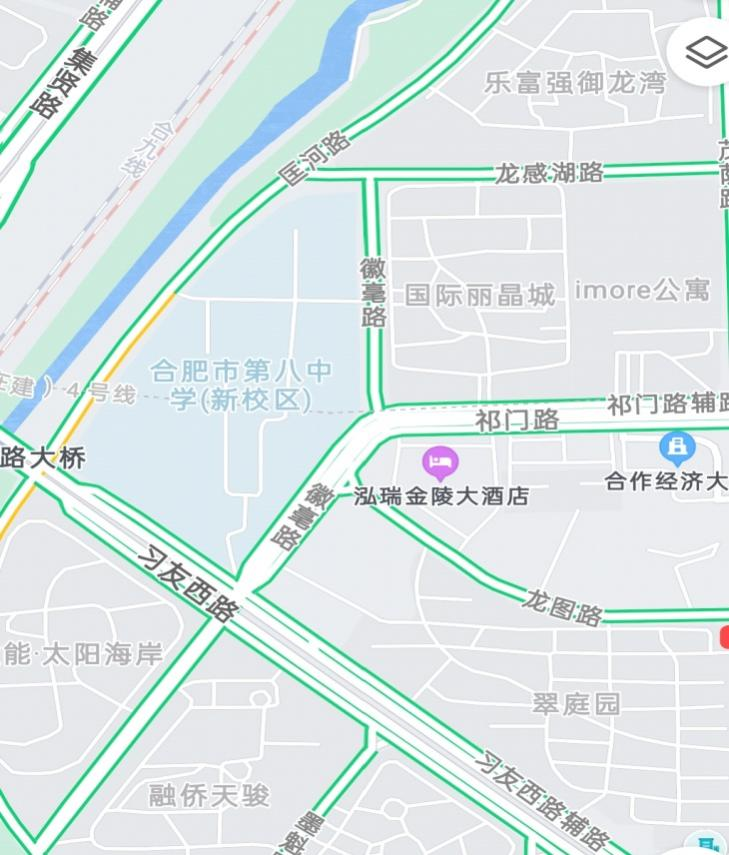 集贤路
合九线
乐富强御龙湾
匡河路
龙感湖路
徽毫路
国际丽晶城
imore公寓
合肥市第八中
学(新校区)
建）4号线
祁门路
祁门路辅
路大桥
泓瑞金陵大酒店
合作经济大
徽毫路
习友西路
龙图路
能·太阳海岸
翠庭园
融侨天骏
习友西路辅路
墨